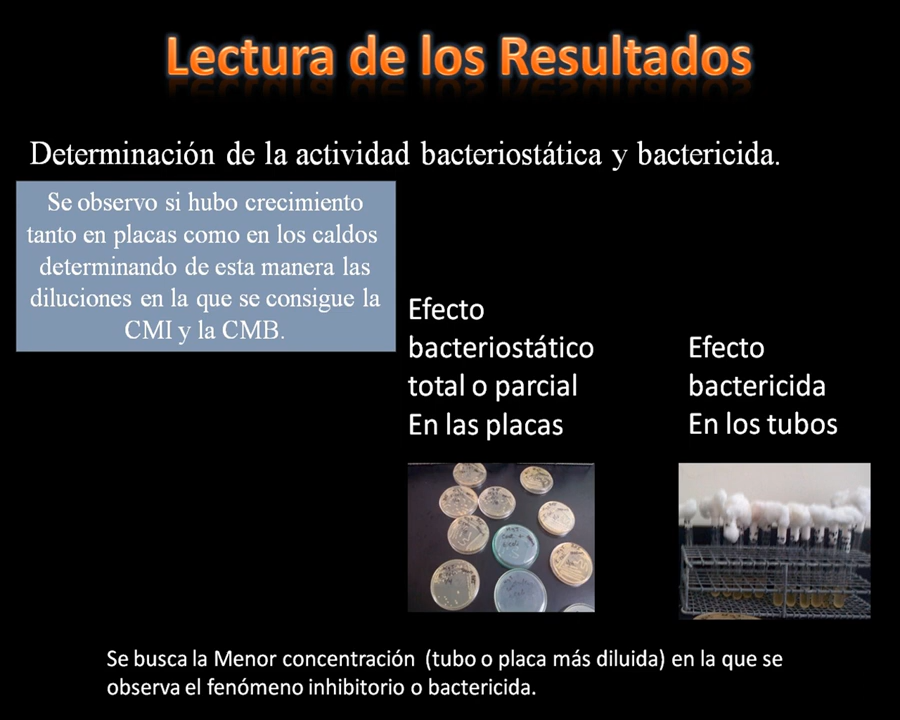 Lectura de los Resultados
Determinación de la actividad bacteriostática y bactericida.
Se observo si hubo crecimiento
tanto en placas como en los caldos
determinando de esta manera las
diluciones en la que se consigue la
CMI y la CMB.
Efecto
bacteriostático
total o parcial
En las placas
Efecto
bactericida
En los tubos
Se busca la Menor concentración (tubo o placa más diluida) en la que se
observa el fenómeno inhibitorio o bactericida.